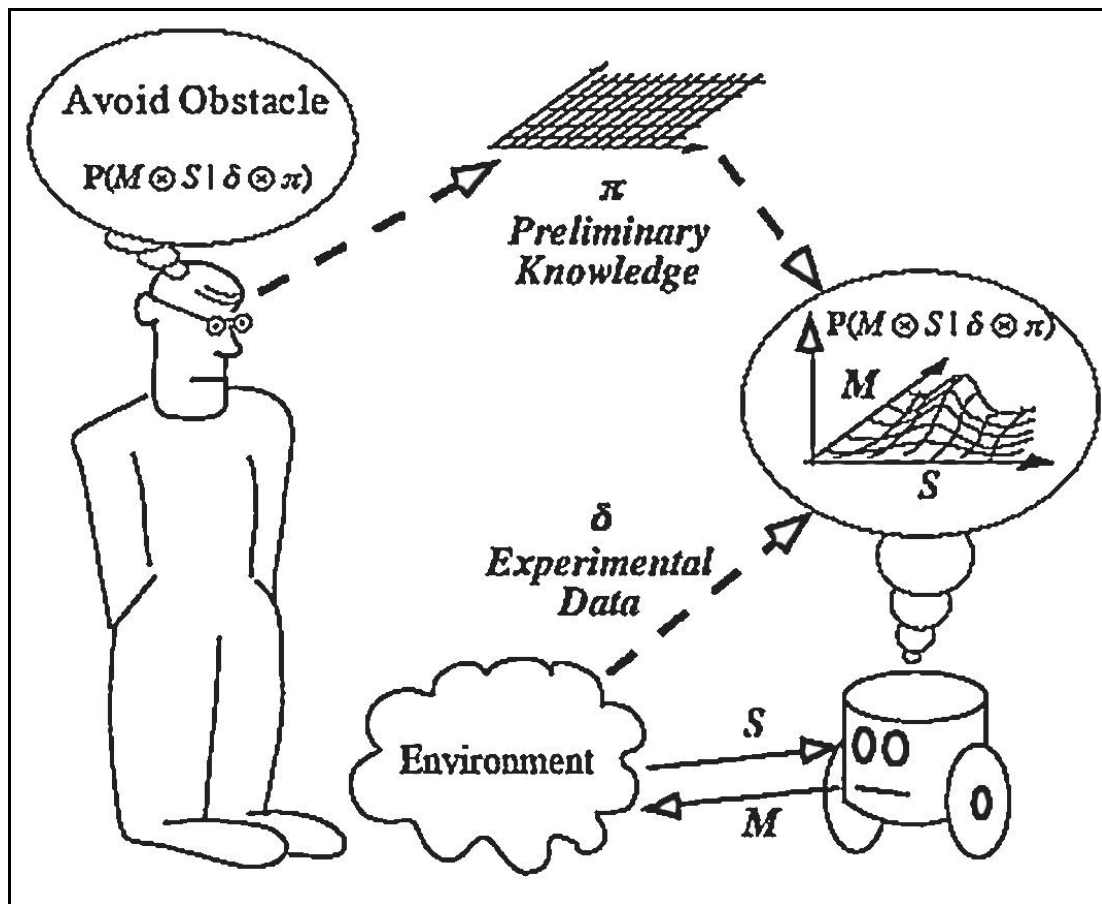 Avoid Obstacle
P(M ⊗ S | δ ⊗ π)
π
Preliminary
Knowledge
P(M ⊗ S | δ ⊗ π)
M
S
δ
Experimental
Data
Environment
S
M